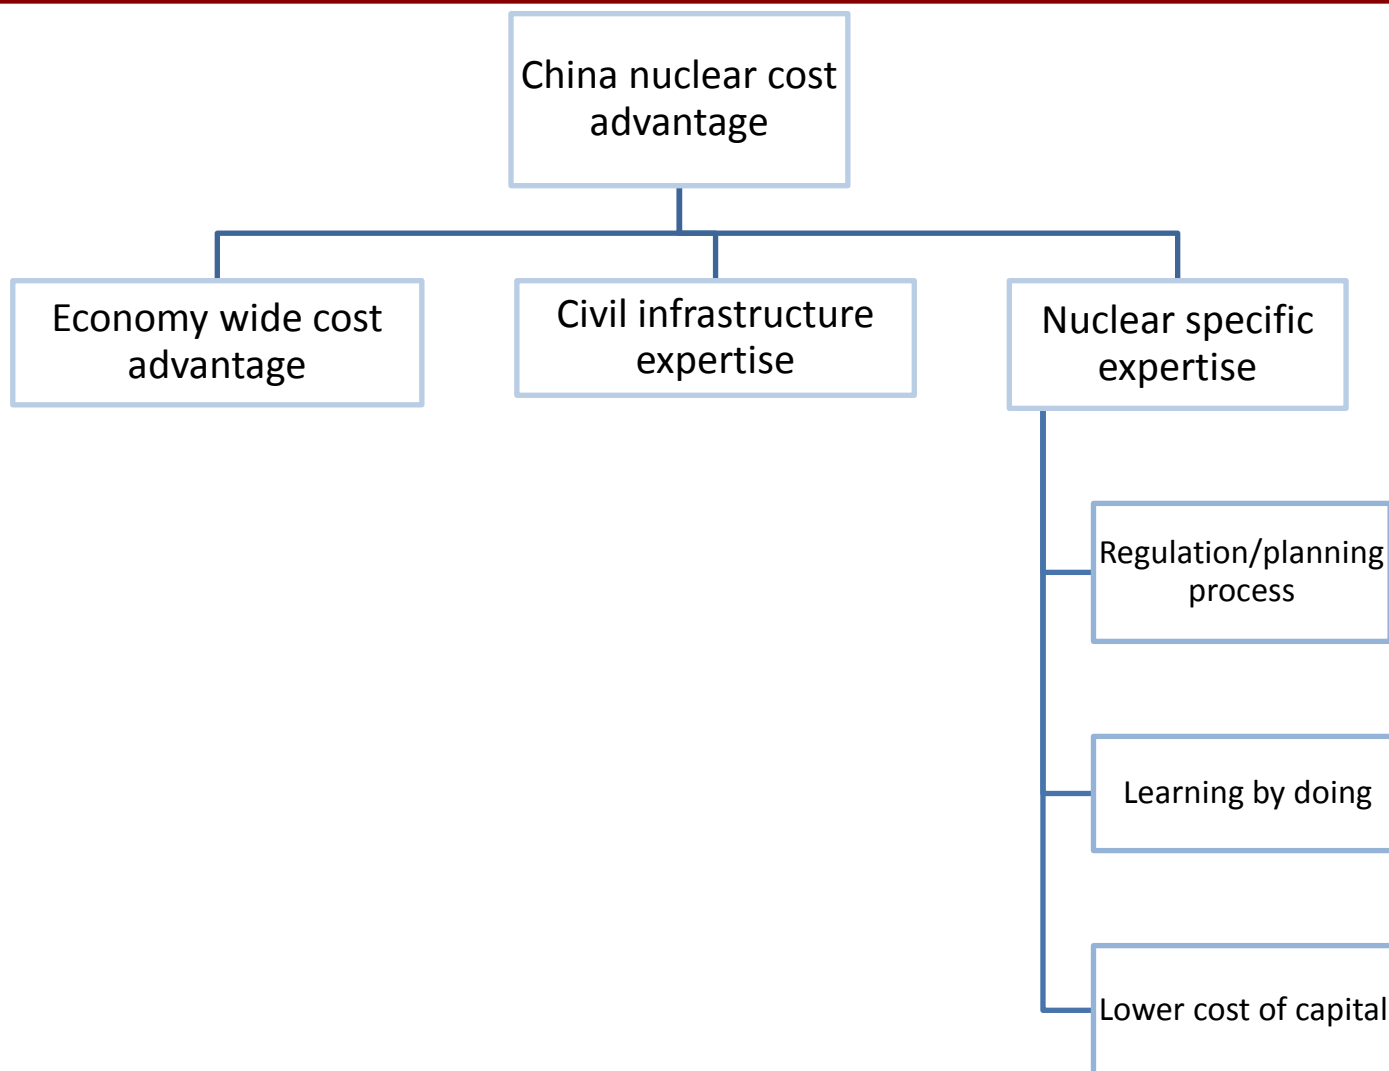 China nuclear cost
advantage
Economy wide cost
advantage
Civil infrastructure
expertise
Nuclear specific
expertise
Regulation/planning
process
Learning by doing
Lower cost of capital